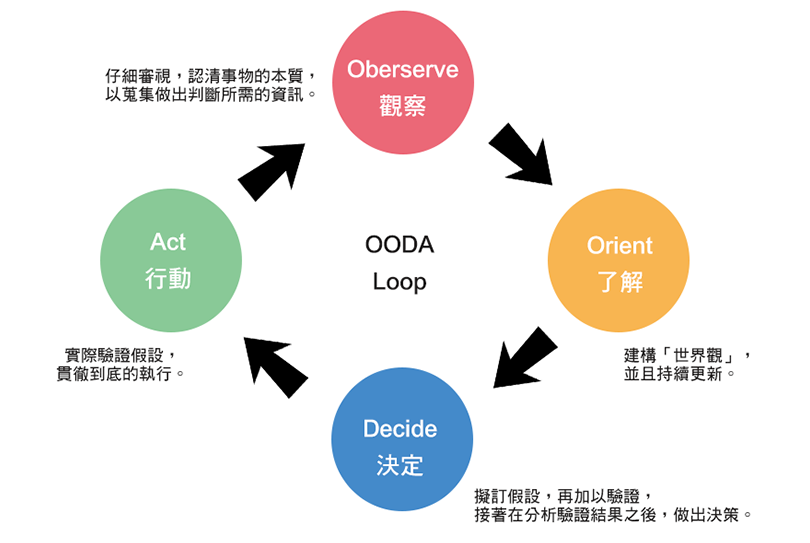 Oberserve
觀察
仔細審視，認清事物的本質，
以蒐集做出判斷所需的資訊。
Orient
了解
建構「世界觀」，
並且持續更新。
Decide
決定
擬訂假設，再加以驗證，
接著在分析驗證結果之後，做出決策。
Act
行動
實際驗證假設，
貫徹到底的執行。
OODA
Loop